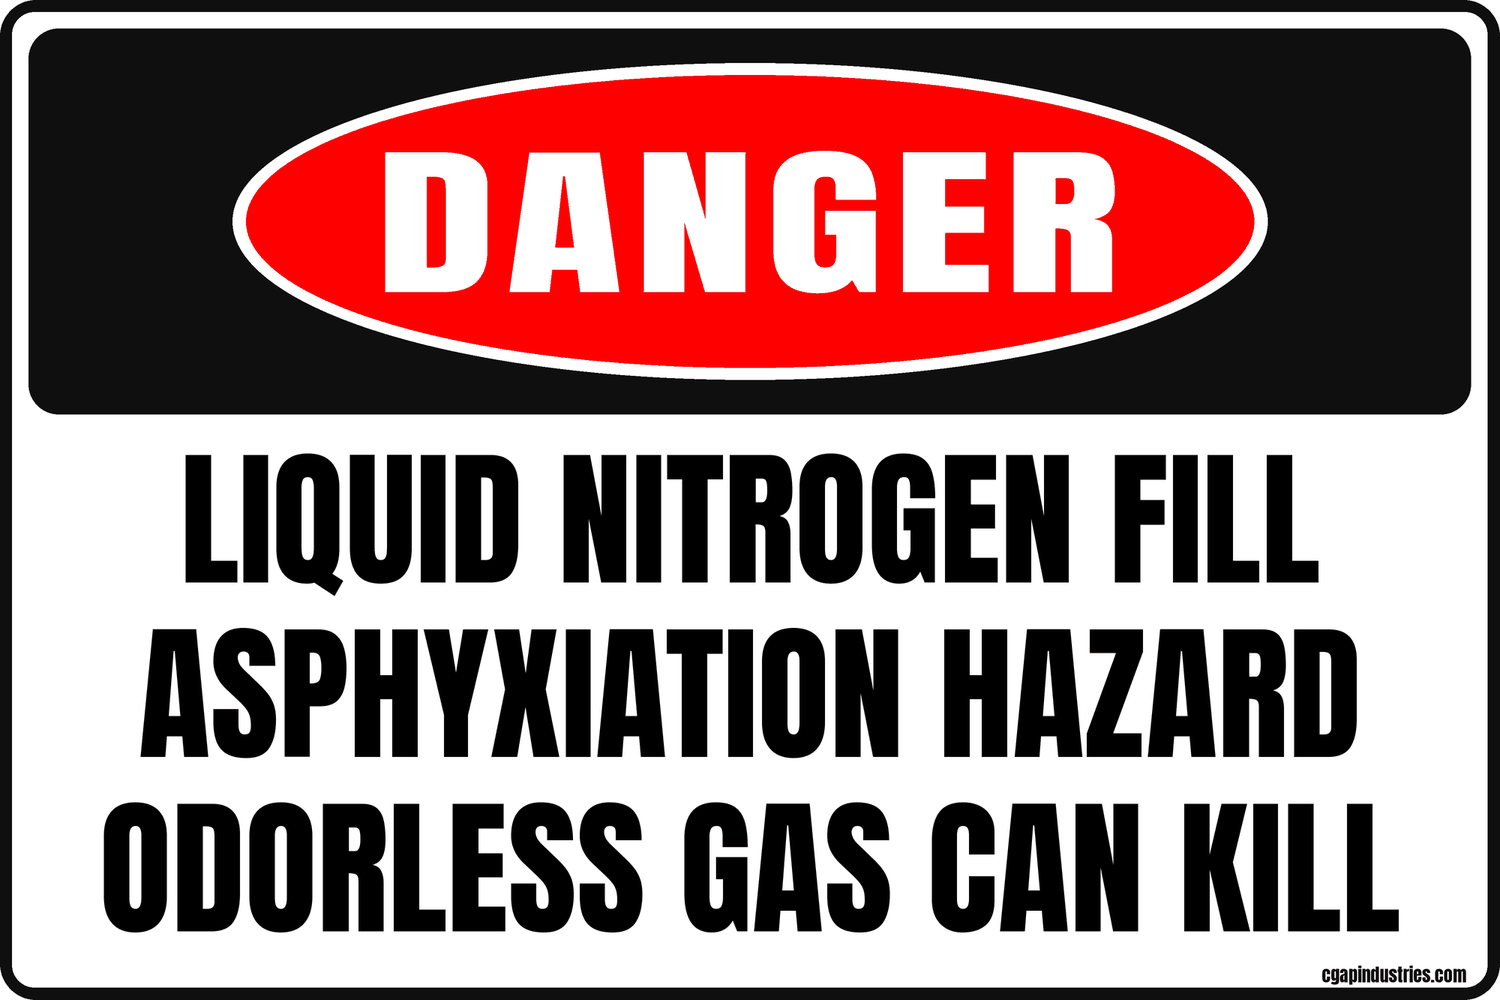 DANGER
LIQUID NITROGEN FILL
ASPHYXIATION HAZARD
ODORLESS GAS CAN KILL
cgapindustries.com